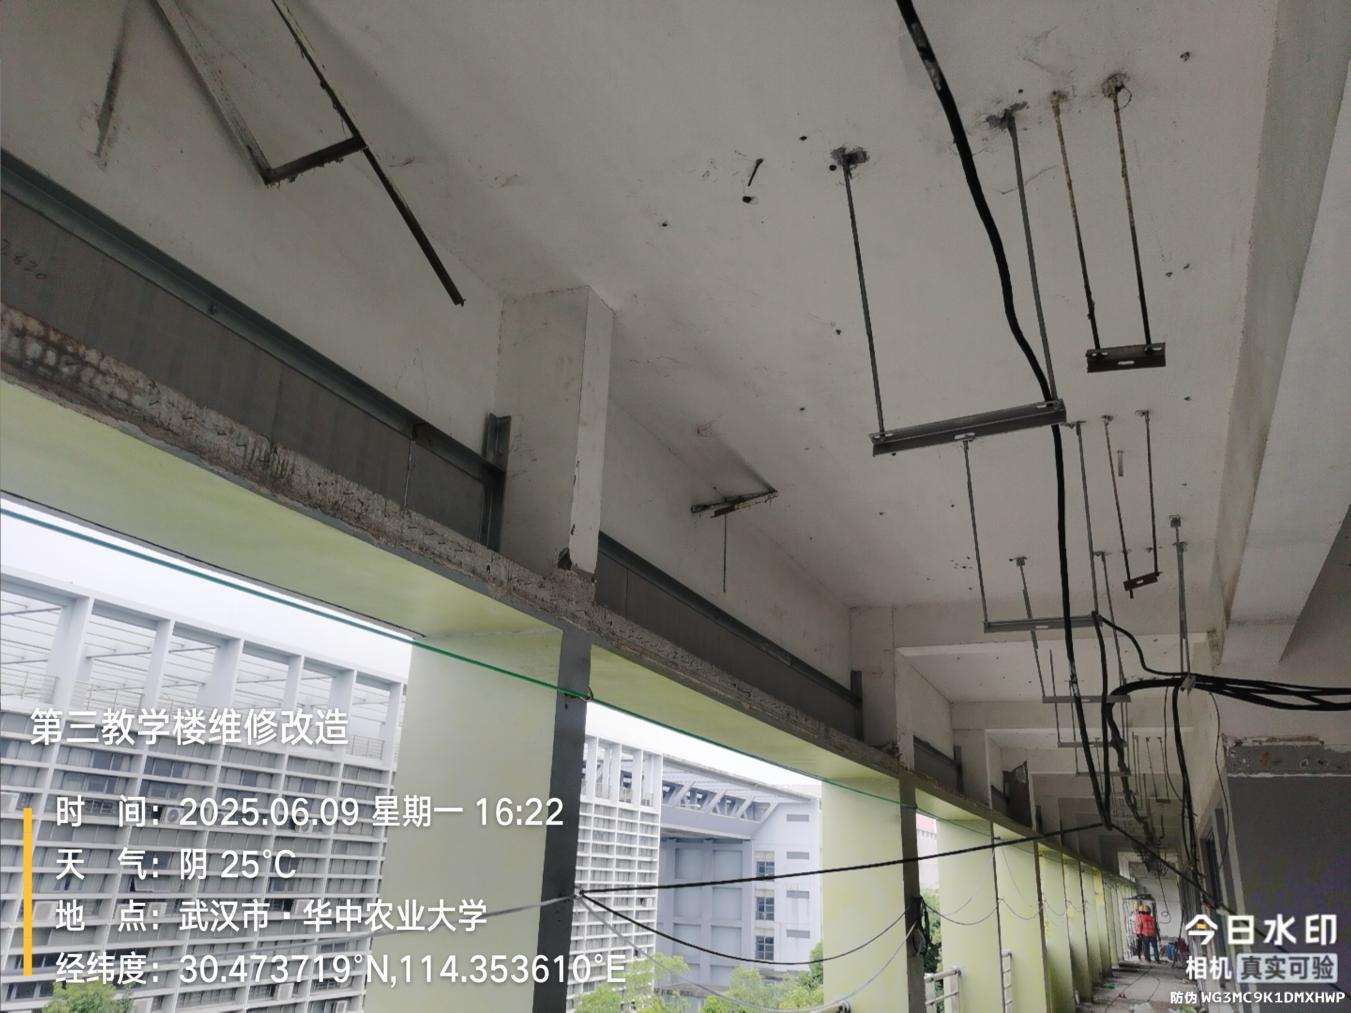 第三教学楼维修改造
时 间：2025.06.09 星期一 16:22
天 气：阴 25°C
地 点：武汉市·华中农业大学
经纬度：30.473719°N,114.353610°E
今日水印
相机 真实可验
防伪 WG3MC9K1DMXHWP